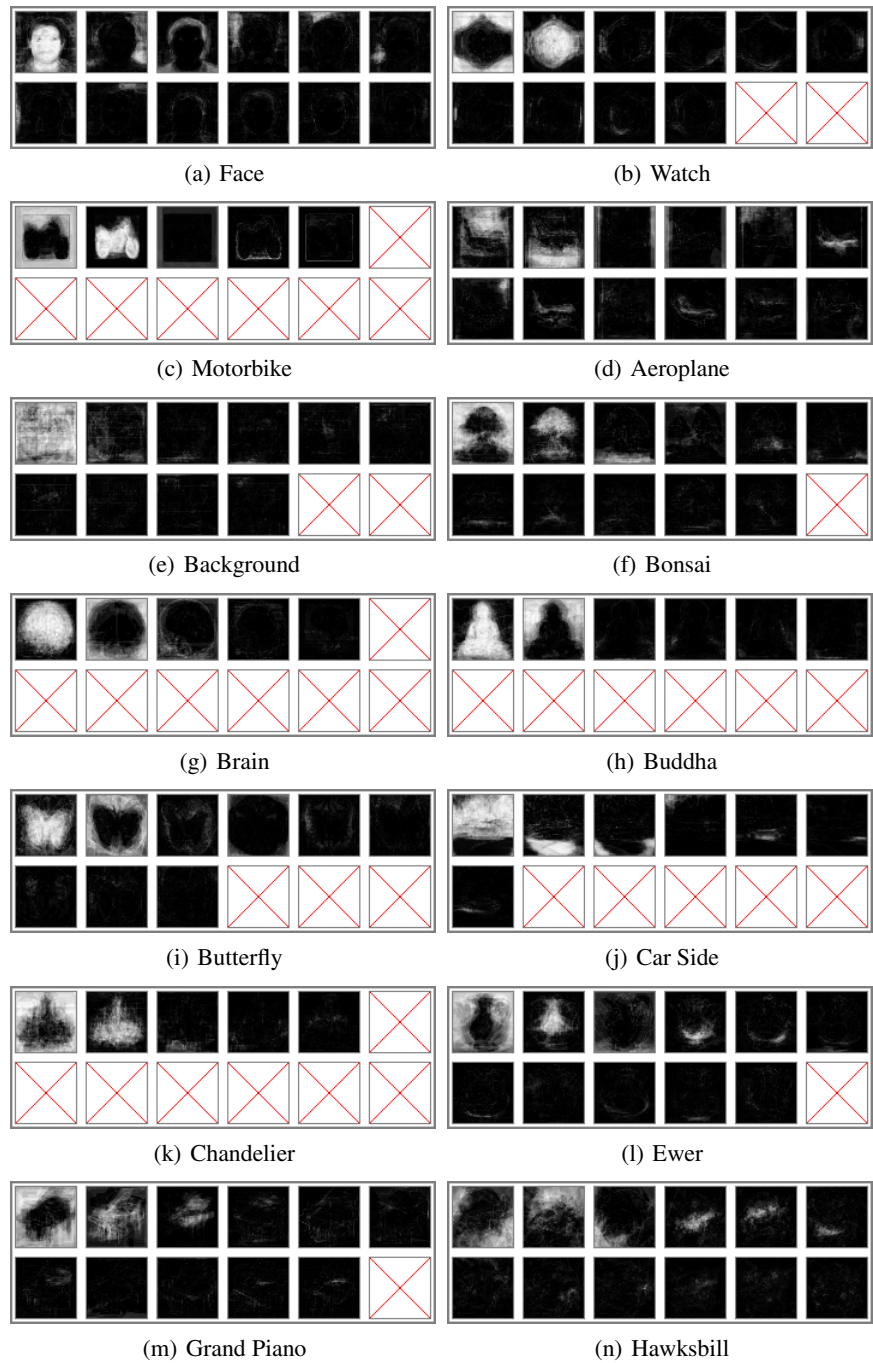 (a) Face
(b) Watch
(c) Motorbike
(d) Aeroplane
(e) Background
(f) Bonsai
(g) Brain
(h) Buddha
(i) Butterfly
(j) Car Side
(k) Chandelier
(l) Ewer
(m) Grand Piano
(n) Hawksbill